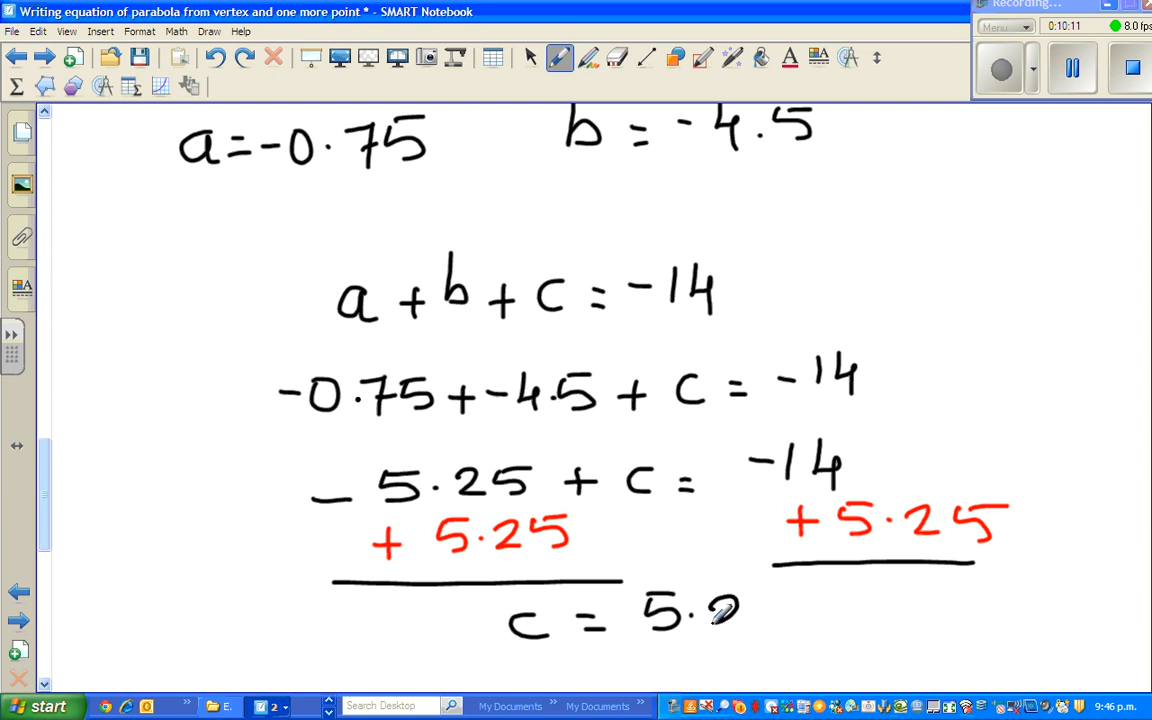 Writing equation of parabola from vertex and one more point * - SMART Notebook
Recording...
File Edit View Insert Format Math Draw Help
Menu 0:10:11 8.0 fps
a=-0.75 b = -4.5
a + b + c = -14
-0.75 + -4.5 + c = -14
- 5.25 + c = -14
+ 5.25 + 5.25
c = 5.2
start E. 2 Search Desktop My Documents My Documents 9:46 p.m.